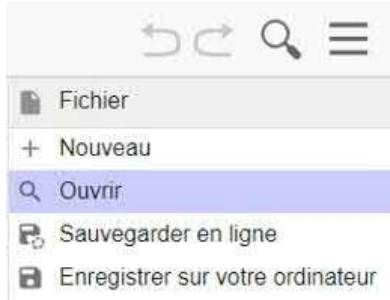 Fichier
Nouveau
Ouvrir
Sauvegarder en ligne
Enregistrer sur votre ordinateur